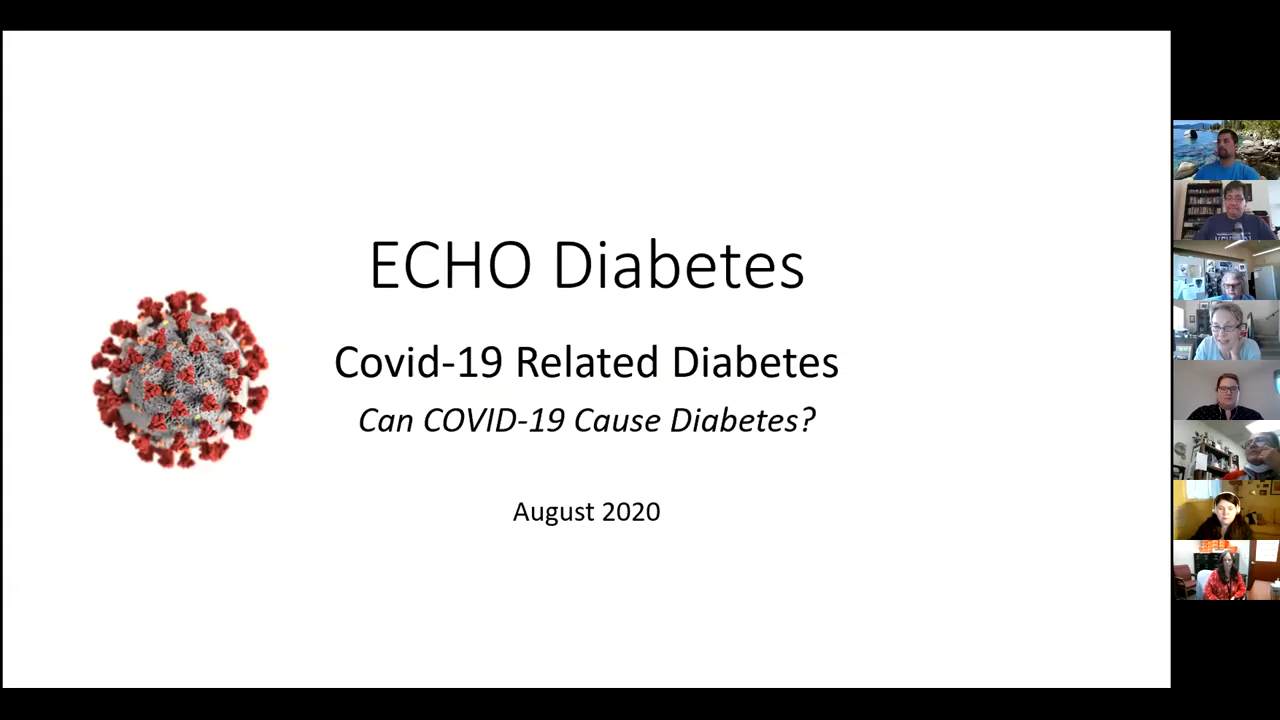 ECHO Diabetes
Covid-19 Related Diabetes
Can COVID-19 Cause Diabetes?
August 2020